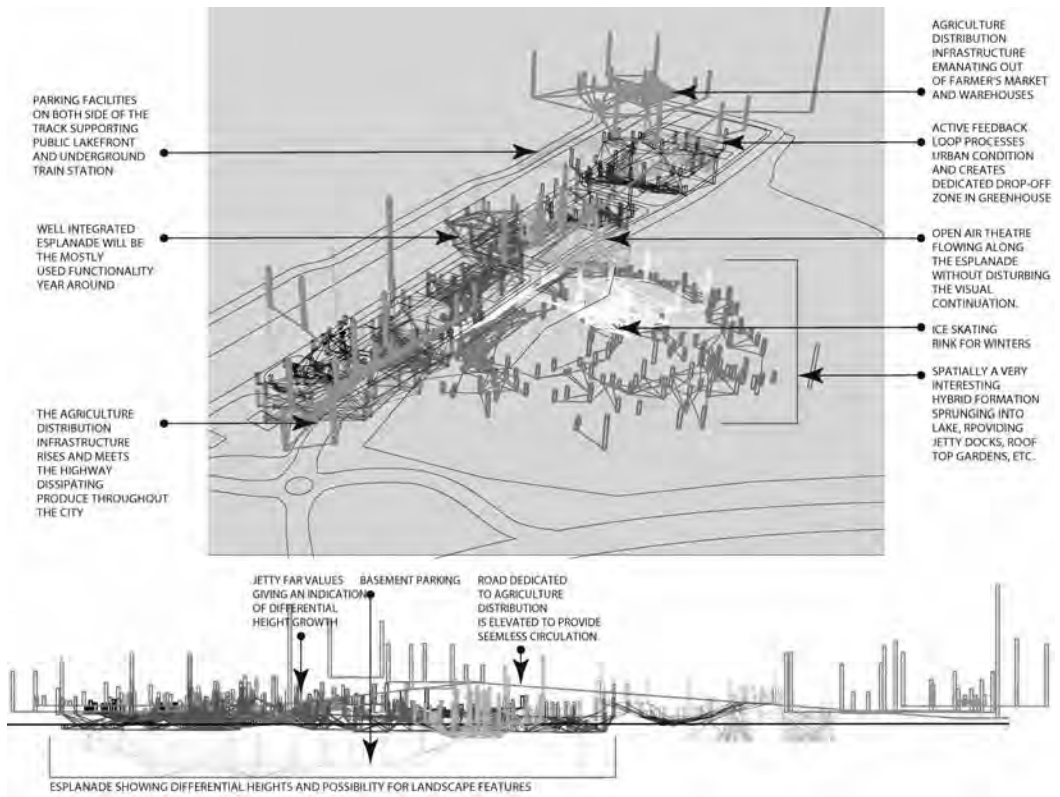 PARKING FACILITIES
ON BOTH SIDE OF THE
TRACK SUPPORTING
PUBLIC LAKEFRONT
AND UNDERGROUND
TRAIN STATION
WELL INTEGRATED
ESPLANADE WILL BE
THE MOSTLY
USED FUNCTIONALITY
YEAR AROUND
THE AGRICULTURE
DISTRIBUTION
INFRASTRUCTURE
RISES AND MEETS
THE HIGHWAY
DISSIPATING
PRODUCE THROUGHOUT
THE CITY
AGRICULTURE
DISTRIBUTION
INFRASTRUCTURE
EMANATING OUT
OF FARMER'S MARKET
AND WAREHOUSES
ACTIVE FEEDBACK
LOOP PROCESSES
URBAN CONDITION
AND CREATES
DEDICATED DROP-OFF
ZONE IN GREENHOUSE
OPEN AIR THEATRE
FLOWING ALONG
THE ESPLANADE
WITHOUT DISTURBING
THE VISUAL
CONTINUATION.
ICE SKATING
RINK FOR WINTERS
SPATIALLY A VERY
INTERESTING
HYBRID FORMATION
SPRUNGING INTO
LAKE, RPOVIDING
JETTY DOCKS, ROOF
TOP GARDENS, ETC.
JETTY FAR VALUES
GIVING AN INDICATION
OF DIFFERENTIAL
HEIGHT GROWTH
BASEMENT PARKING
ROAD DEDICATED
TO AGRICULTURE
DISTRIBUTION
IS ELEVATED TO PROVIDE
SEEMLESS CIRCULATION
ESPLANADE SHOWING DIFFERENTIAL HEIGHTS AND POSSIBILITY FOR LANDSCAPE FEATURES